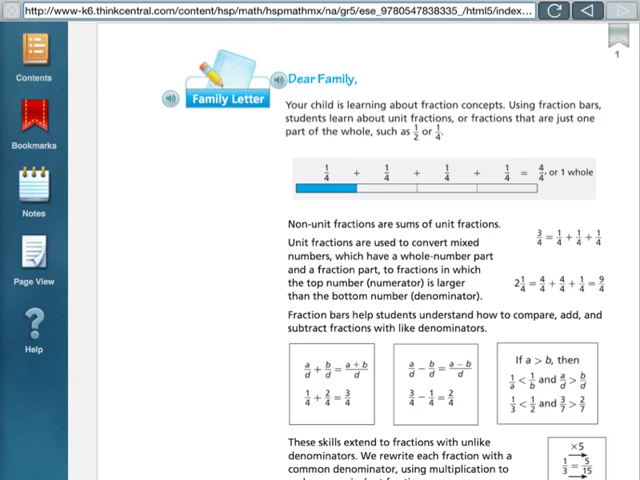 http://www-k6.thinkcentral.com/content/hsp/math/hspmathmx/na/gr5/ese_9780547838335_/html5/index...
1
Contents
Bookmarks
Notes
Page View
Help
Family Letter
Dear Family,
Your child is learning about fraction concepts. Using fraction bars,
students learn about unit fractions, or fractions that are just one
part of the whole, such as 1/2 or 1/4.
1/4 + 1/4 + 1/4 + 1/4 = 4/4, or 1 whole
Non-unit fractions are sums of unit fractions.
3/4 = 1/4 + 1/4 + 1/4
Unit fractions are used to convert mixed
numbers, which have a whole-number part
and a fraction part, to fractions in which
the top number (numerator) is larger
than the bottom number (denominator).
2 1/4 = 4/4 + 4/4 + 1/4 = 9/4
Fraction bars help students understand how to compare, add, and
subtract fractions with like denominators.
a/d + b/d = a + b/d
1/4 + 2/4 = 3/4
a/d − b/d = a − b/d
3/4 − 1/4 = 2/4
If a > b, then
1/a < 1/b and a/d > b/d
1/3 < 1/2 and 3/7 > 2/7
These skills extend to fractions with unlike
denominators. We rewrite each fraction with a
common denominator, using multiplication to
×5
1/3 = 5/15